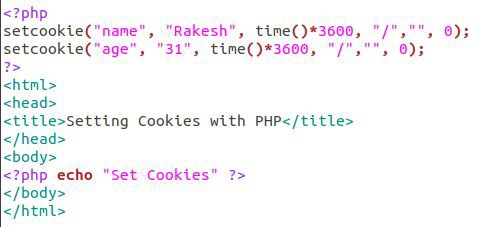 <?php
setcookie("name", "Rakesh", time()*3600, "/","", 0);
setcookie("age", "31", time()*3600, "/","", 0);
?>
<html>
<head>
<title>Setting Cookies with PHP</title>
</head>
<body>
<?php echo "Set Cookies" ?>
</body>
</html>